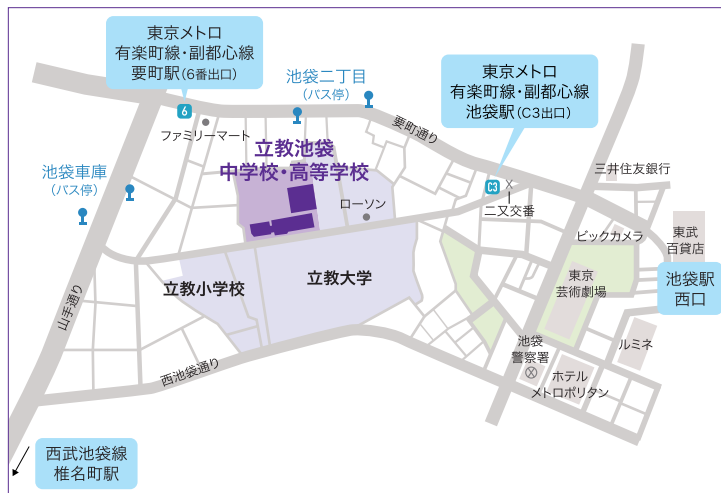 東京メトロ
有楽町線・副都心線
要町駅(6番出口)
6
ファミリーマート
池袋二丁目
(バス停)
要町通り
東京メトロ
有楽町線・副都心線
池袋駅(C3出口)
C3
二又交番
三井住友銀行
池袋車庫
(バス停)
立教池袋
中学校・高等学校
ローソン
ビックカメラ
東武
百貨店
池袋駅
西口
立教小学校
立教大学
東京
芸術劇場
山手通り
西池袋通り
池袋
警察署
ルミネ
ホテル
メトロポリタン
西武池袋線
椎名町駅